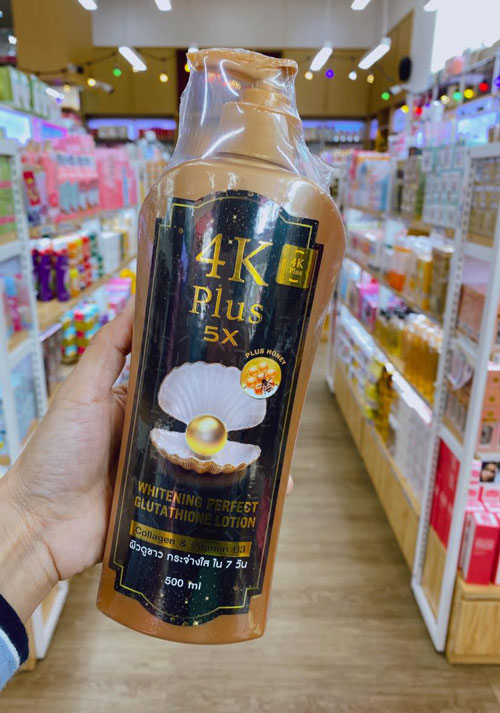 4K
Plus
5X
4K
Plus
PLUS HONEY
WHITENING PERFECT
GLUTATHIONE LOTION
Collagen & Vitamin B3
ผิวดูขาว กระจ่างใส ใน 7 วัน
500 ml